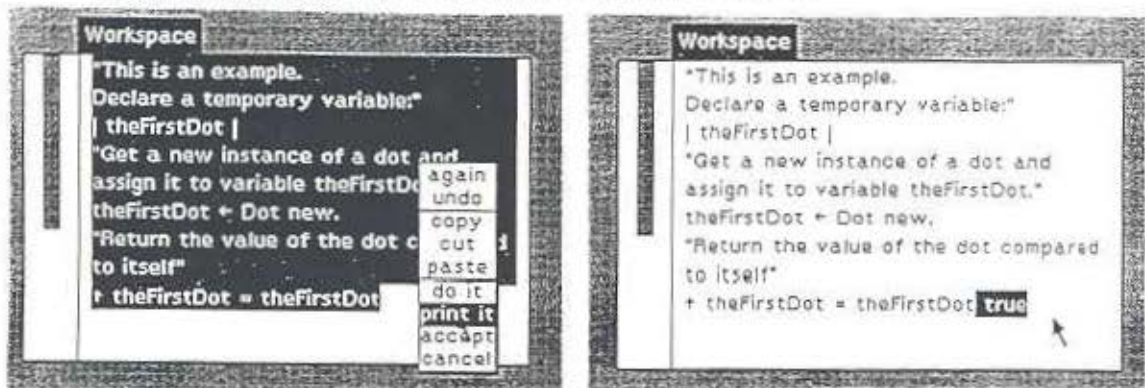 Workspace
"This is an example.
Declare a temporary variable:"
| theFirstDot |
"Get a new instance of a dot and
assign it to variable theFirstDo
theFirstDot ← Dot new.
"Return the value of the dot c d
to itself"
↑ theFirstDot = theFirstDot
again
undo
copy
cut
paste
do it
print it
accept
cancel
Workspace
"This is an example.
Declare a temporary variable:"
| theFirstDot |
"Get a new instance of a dot and
assign it to variable theFirstDot."
theFirstDot ← Dot new.
"Return the value of the dot compared
to itself"
↑ theFirstDot = theFirstDot true